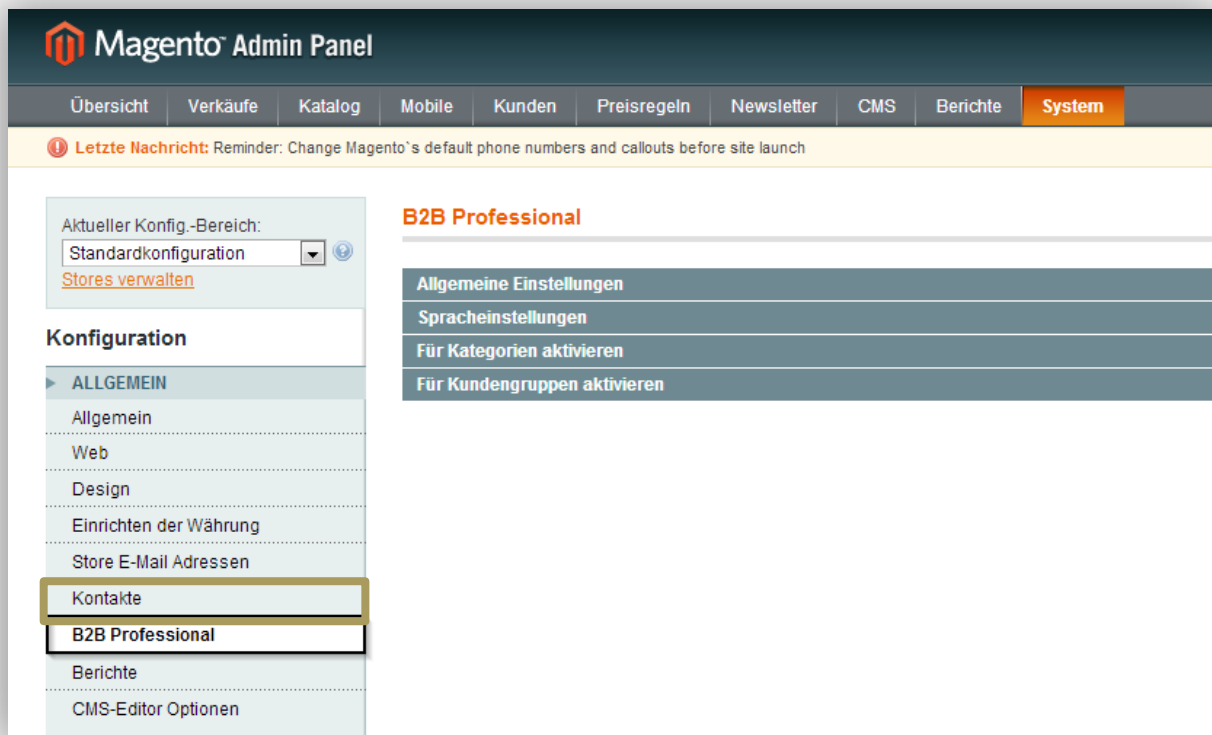 Magento™ Admin Panel
Übersicht Verkäufe Katalog Mobile Kunden Preisregeln Newsletter CMS Berichte System
Letzte Nachricht: Reminder: Change Magento`s default phone numbers and callouts before site launch
Aktueller Konfig.-Bereich:
Standardkonfiguration
Stores verwalten
Konfiguration
ALLGEMEIN
Allgemein
Web
Design
Einrichten der Währung
Store E-Mail Adressen
Kontakte
B2B Professional
Berichte
CMS-Editor Optionen
B2B Professional
Allgemeine Einstellungen
Spracheinstellungen
Für Kategorien aktivieren
Für Kundengruppen aktivieren